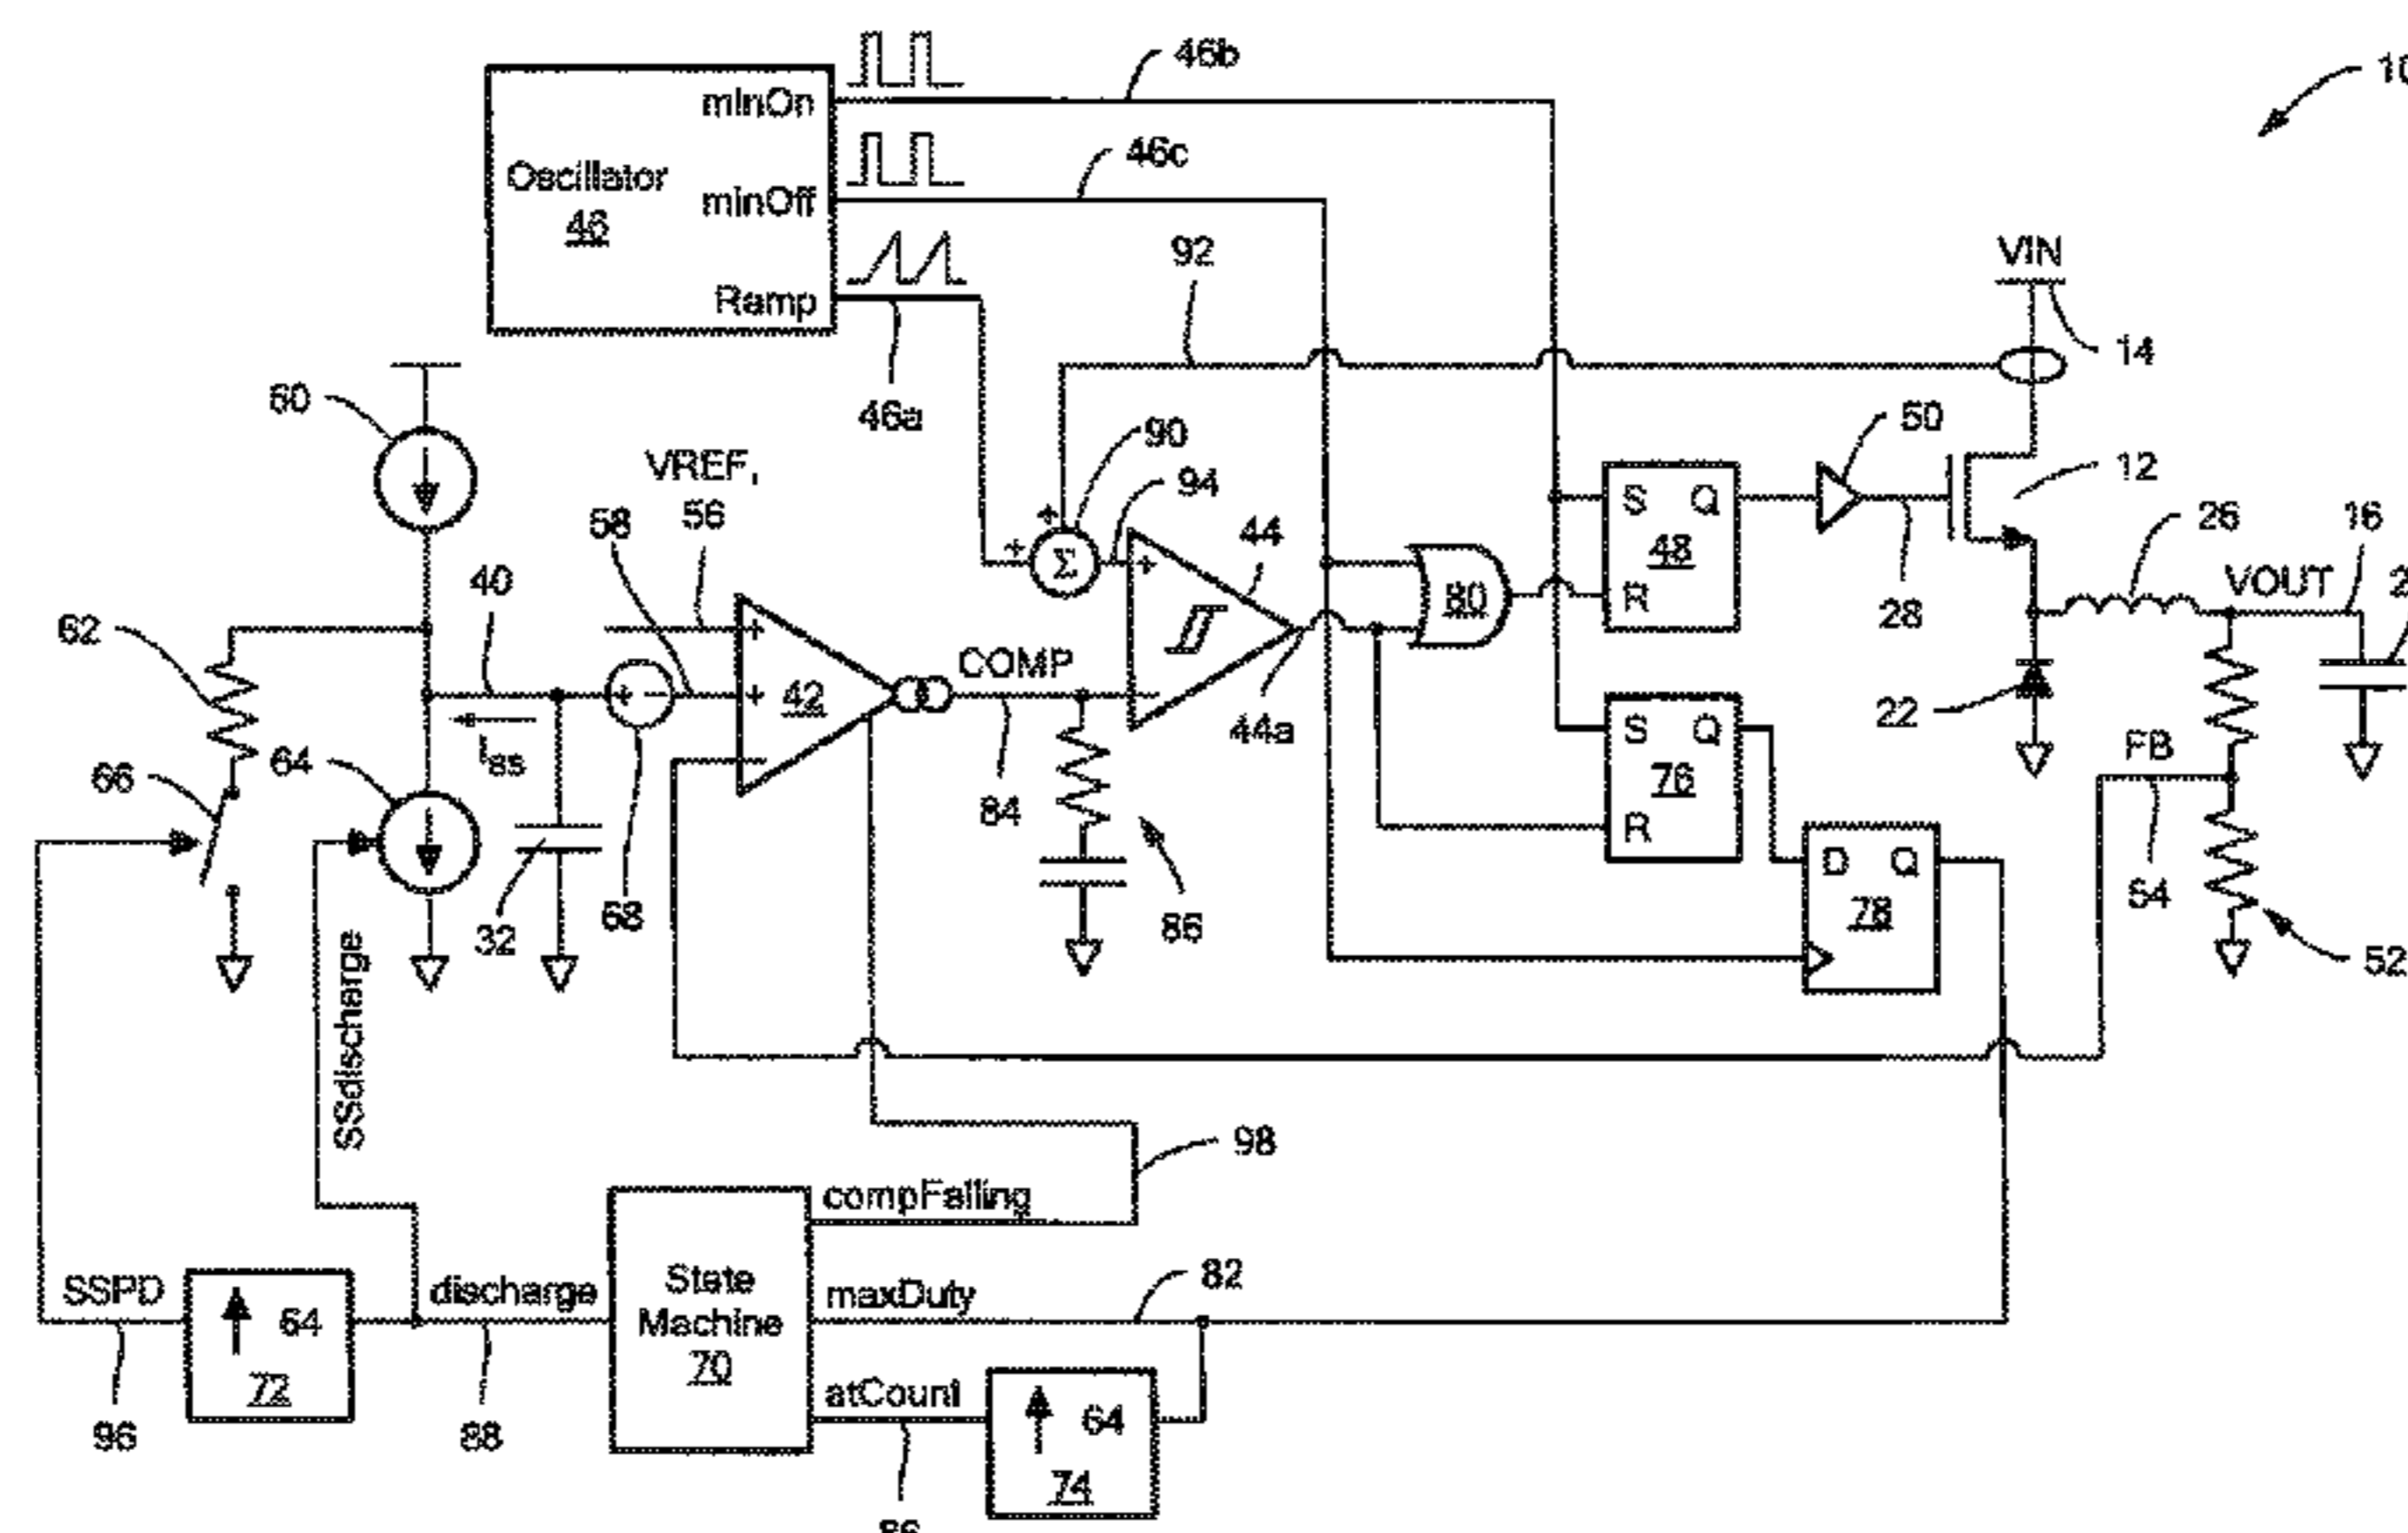 46b
10
minOn
46c
Oscillator
46
minOff
92
VIN
Ramp
14
60
46a
90
50
VREF,
56
94
44
S Q
12
58
26
16
40
48
VOUT
62
80
R
28
COMP
+
-
+
+
42
Σ
44a
22
Iss
S Q
FB
64
76
66
84
R
D Q
54
68
86
32
78
52
SSdischarge
98
compFalling
State
Machine
70
82
SSPD
64
discharge
maxDuty
72
atCount
64
96
88
74
86